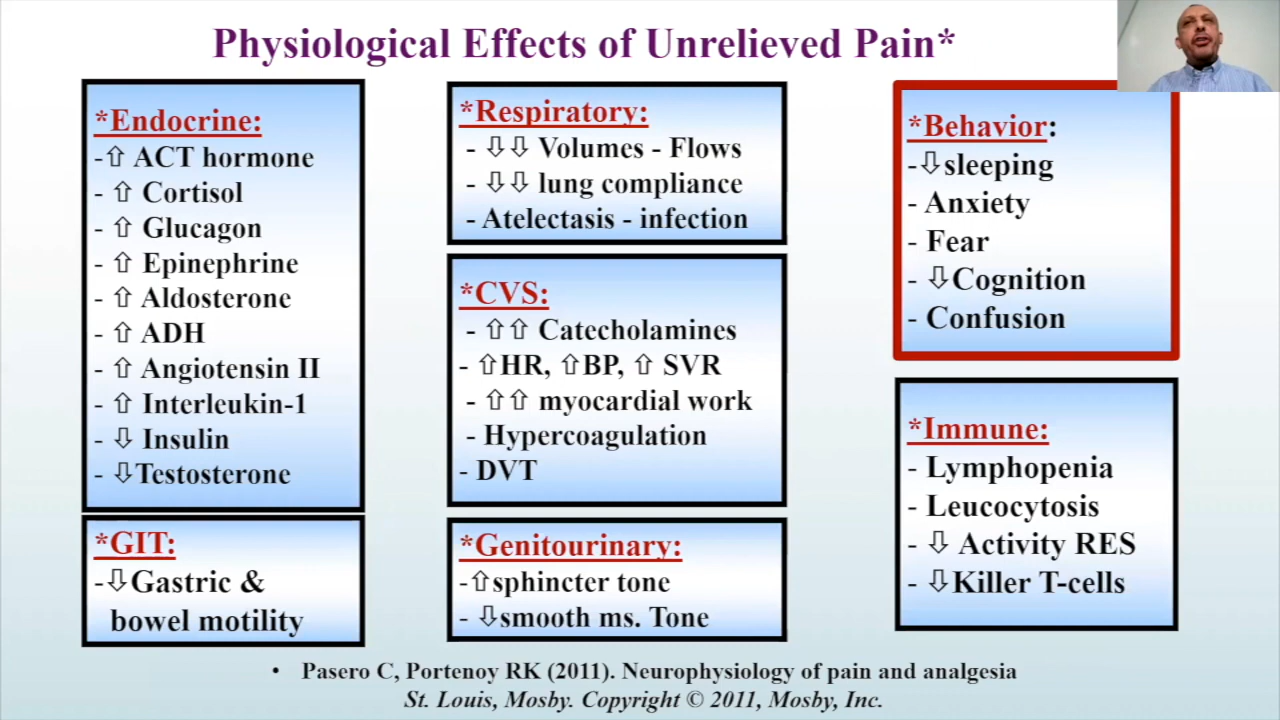 Physiological Effects of Unrelieved Pain*
*Endocrine:
-⇧ ACT hormone
- ⇧ Cortisol
- ⇧ Glucagon
- ⇧ Epinephrine
- ⇧ Aldosterone
- ⇧ ADH
- ⇧ Angiotensin II
- ⇧ Interleukin-1
- ⇩ Insulin
- ⇩Testosterone
*GIT:
-⇩Gastric &
bowel motility
*Respiratory:
- ⇩⇩ Volumes - Flows
- ⇩⇩ lung compliance
- Atelectasis - infection
*CVS:
- ⇧⇧ Catecholamines
- ⇧HR, ⇧BP, ⇧ SVR
- ⇧⇧ myocardial work
- Hypercoagulation
- DVT
*Genitourinary:
-⇧sphincter tone
- ⇩smooth ms. Tone
*Behavior:
-⇩sleeping
- Anxiety
- Fear
- ⇩Cognition
- Confusion
*Immune:
- Lymphopenia
- Leucocytosis
- ⇩ Activity RES
- ⇩Killer T-cells
• Pasero C, Portenoy RK (2011). Neurophysiology of pain and analgesia
St. Louis, Mosby. Copyright © 2011, Mosby, Inc.